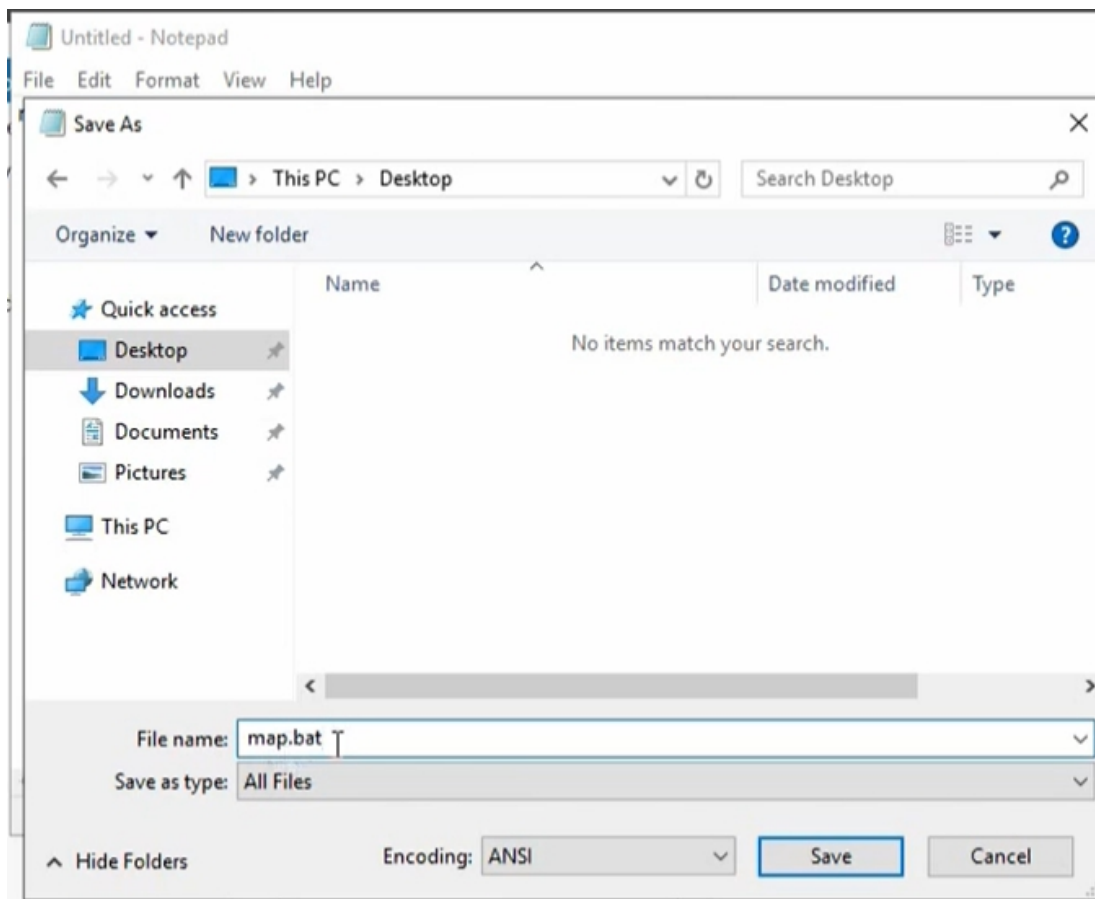 Untitled - Notepad
File Edit Format View Help
Save As
This PC Desktop Search Desktop
Organize New folder
Name Date modified Type
Quick access
No items match your search.
Desktop
Downloads
Documents
Pictures
This PC
Network
File name: map.bat
Save as type: All Files
Hide Folders Encoding: ANSI Save Cancel